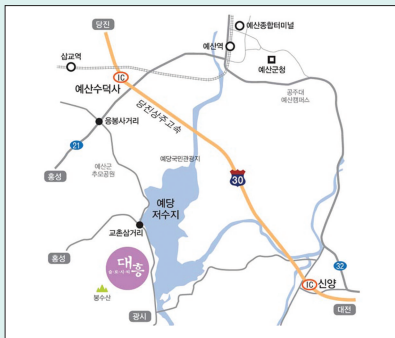 당진
예산종합터미널
예산역
삽교역
예산군청
IC
예산수덕사
공주대
예산캠퍼스
당진상주고속
응봉사거리
21
예당국민관광지
예산군
추모공원
홍성
30
예당
저수지
교촌삼거리
대흥
홍성
32
봉수산
IC
신양
광시
대전